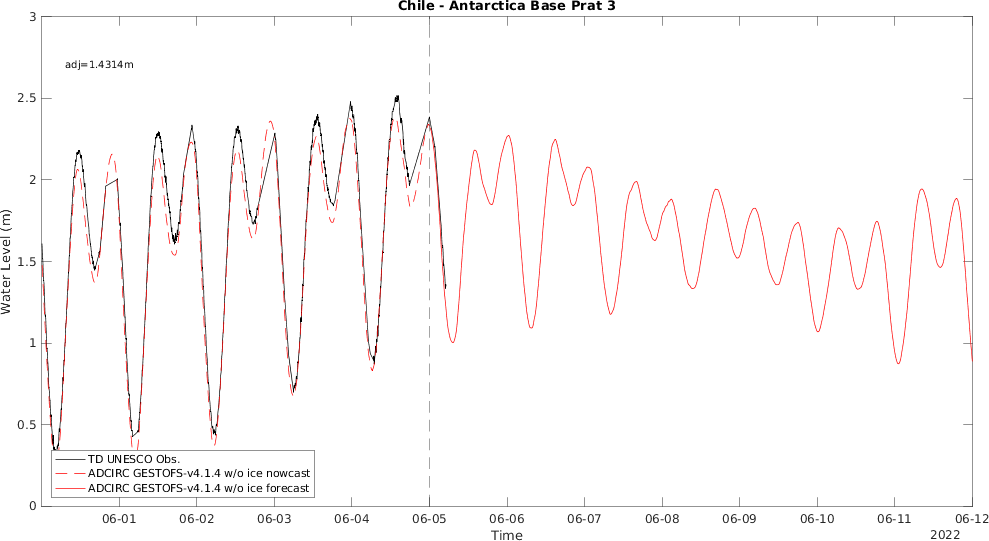 Chile - Antarctica Base Prat 3
adj=1.4314m
Water Level (m)
3
2.5
2
1.5
1
0.5
0
TD UNESCO Obs.
ADCIRC GESTOFS-v4.1.4 w/o ice nowcast
ADCIRC GESTOFS-v4.1.4 w/o ice forecast
06-01 06-02 06-03 06-04 06-05 06-06 06-07 06-08 06-09 06-10 06-11 06-12
Time
2022